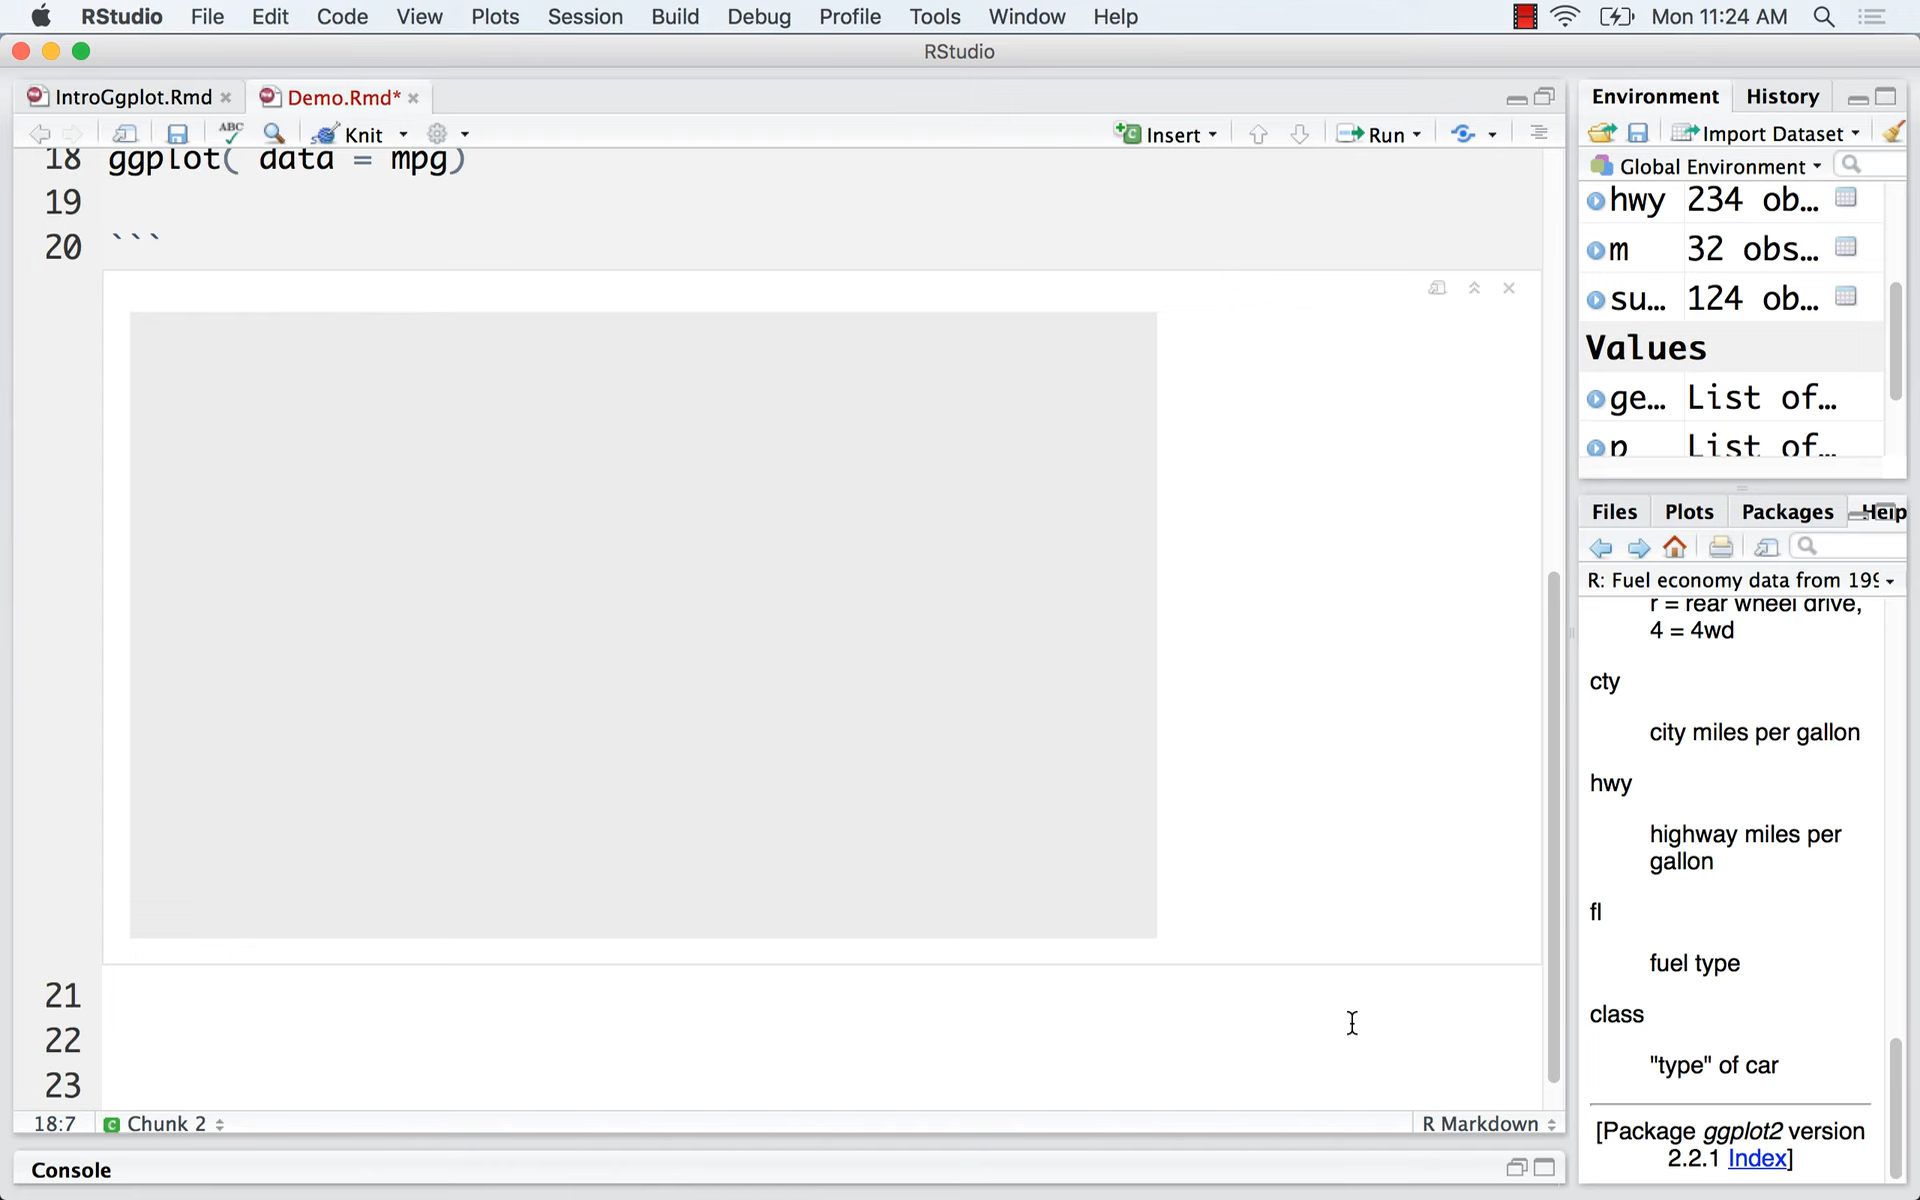 RStudio File Edit Code View Plots Session Build Debug Profile Tools Window Help Mon 11:24 AM
RStudio
IntroGgplot.Rmd Demo.Rmd*
ABC Knit Insert Run
18 ggplot( data = mpg)
19
20 ```
21
22
23
18:7 Chunk 2 R Markdown
Console
Environment History
Import Dataset
Global Environment
hwy 234 ob…
m 32 obs…
su… 124 ob…
Values
ge… List of…
p List of…
Files Plots Packages Help
R: Fuel economy data from 199
r = rear wheel drive,
4 = 4wd
cty
city miles per gallon
hwy
highway miles per
gallon
fl
fuel type
class
"type" of car
[Package ggplot2 version
2.2.1 Index]